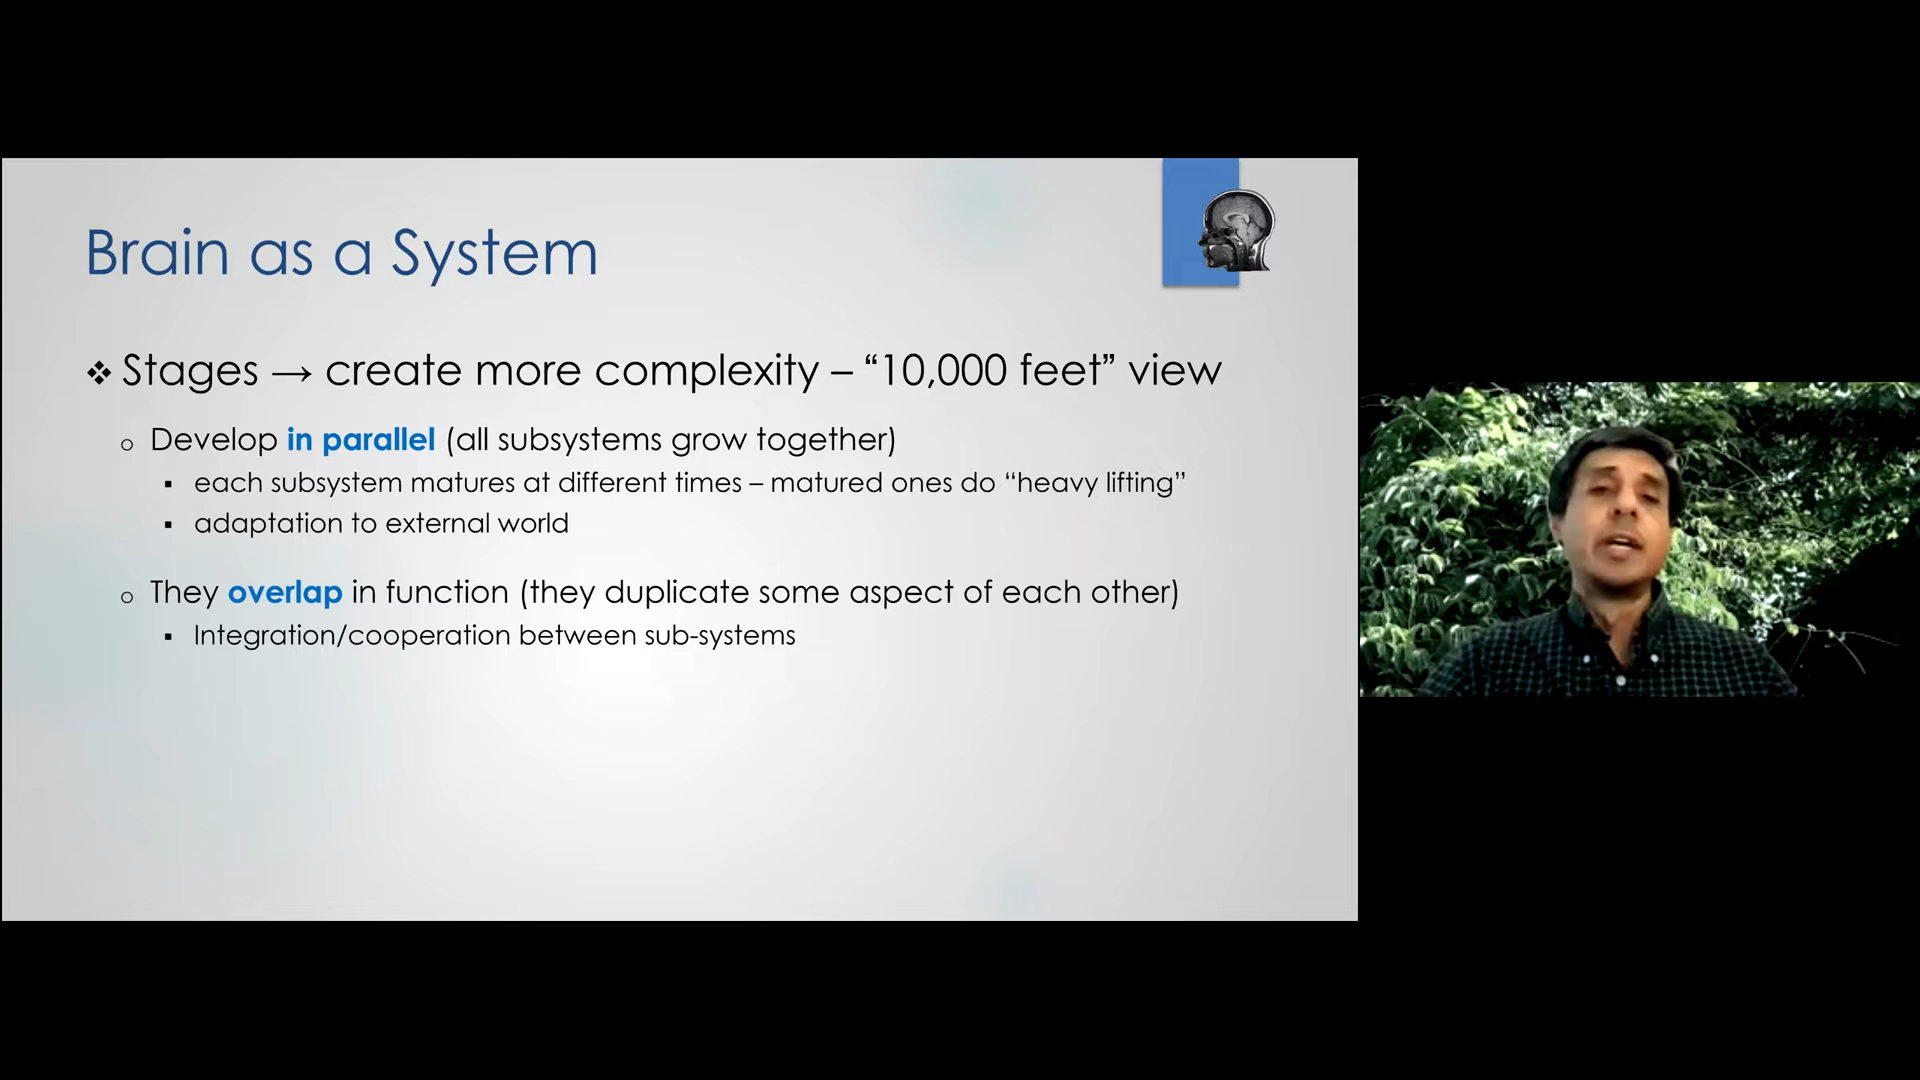 Brain as a System
❖ Stages → create more complexity – “10,000 feet” view
o Develop in parallel (all subsystems grow together)
▪ each subsystem matures at different times – matured ones do “heavy lifting”
▪ adaptation to external world
o They overlap in function (they duplicate some aspect of each other)
▪ Integration/cooperation between sub-systems